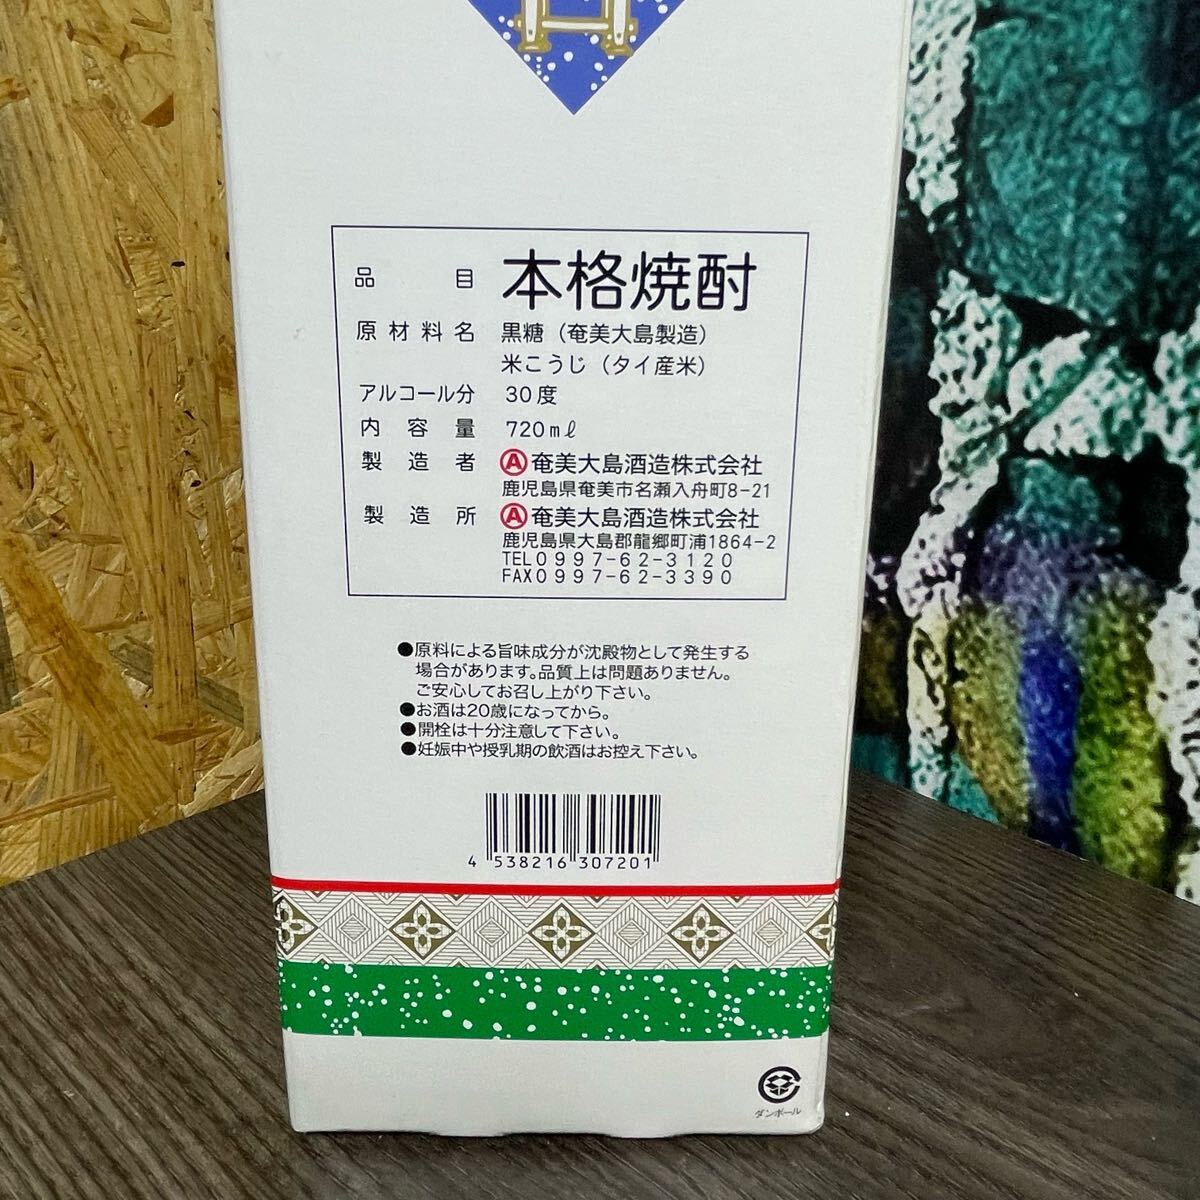 品目 本格焼酎
原材料名 黒糖（奄美大島製造）
米こうじ（タイ産米）
アルコール分 30度
内容量 720mℓ
製造者 Ⓐ奄美大島酒造株式会社
鹿児島県奄美市名瀬入舟町8-21
製造所 Ⓐ奄美大島酒造株式会社
鹿児島県大島郡龍郷町浦1864-2
TEL0997-62-3120
FAX0997-62-3390
●原料による旨味成分が沈殿物として発生する
場合があります。品質上は問題ありません。
ご安心してお召し上がり下さい。
●お酒は20歳になってから。
●開栓は十分注意して下さい。
●妊娠中や授乳期の飲酒はお控え下さい。
4 538216 307201
ダンボール